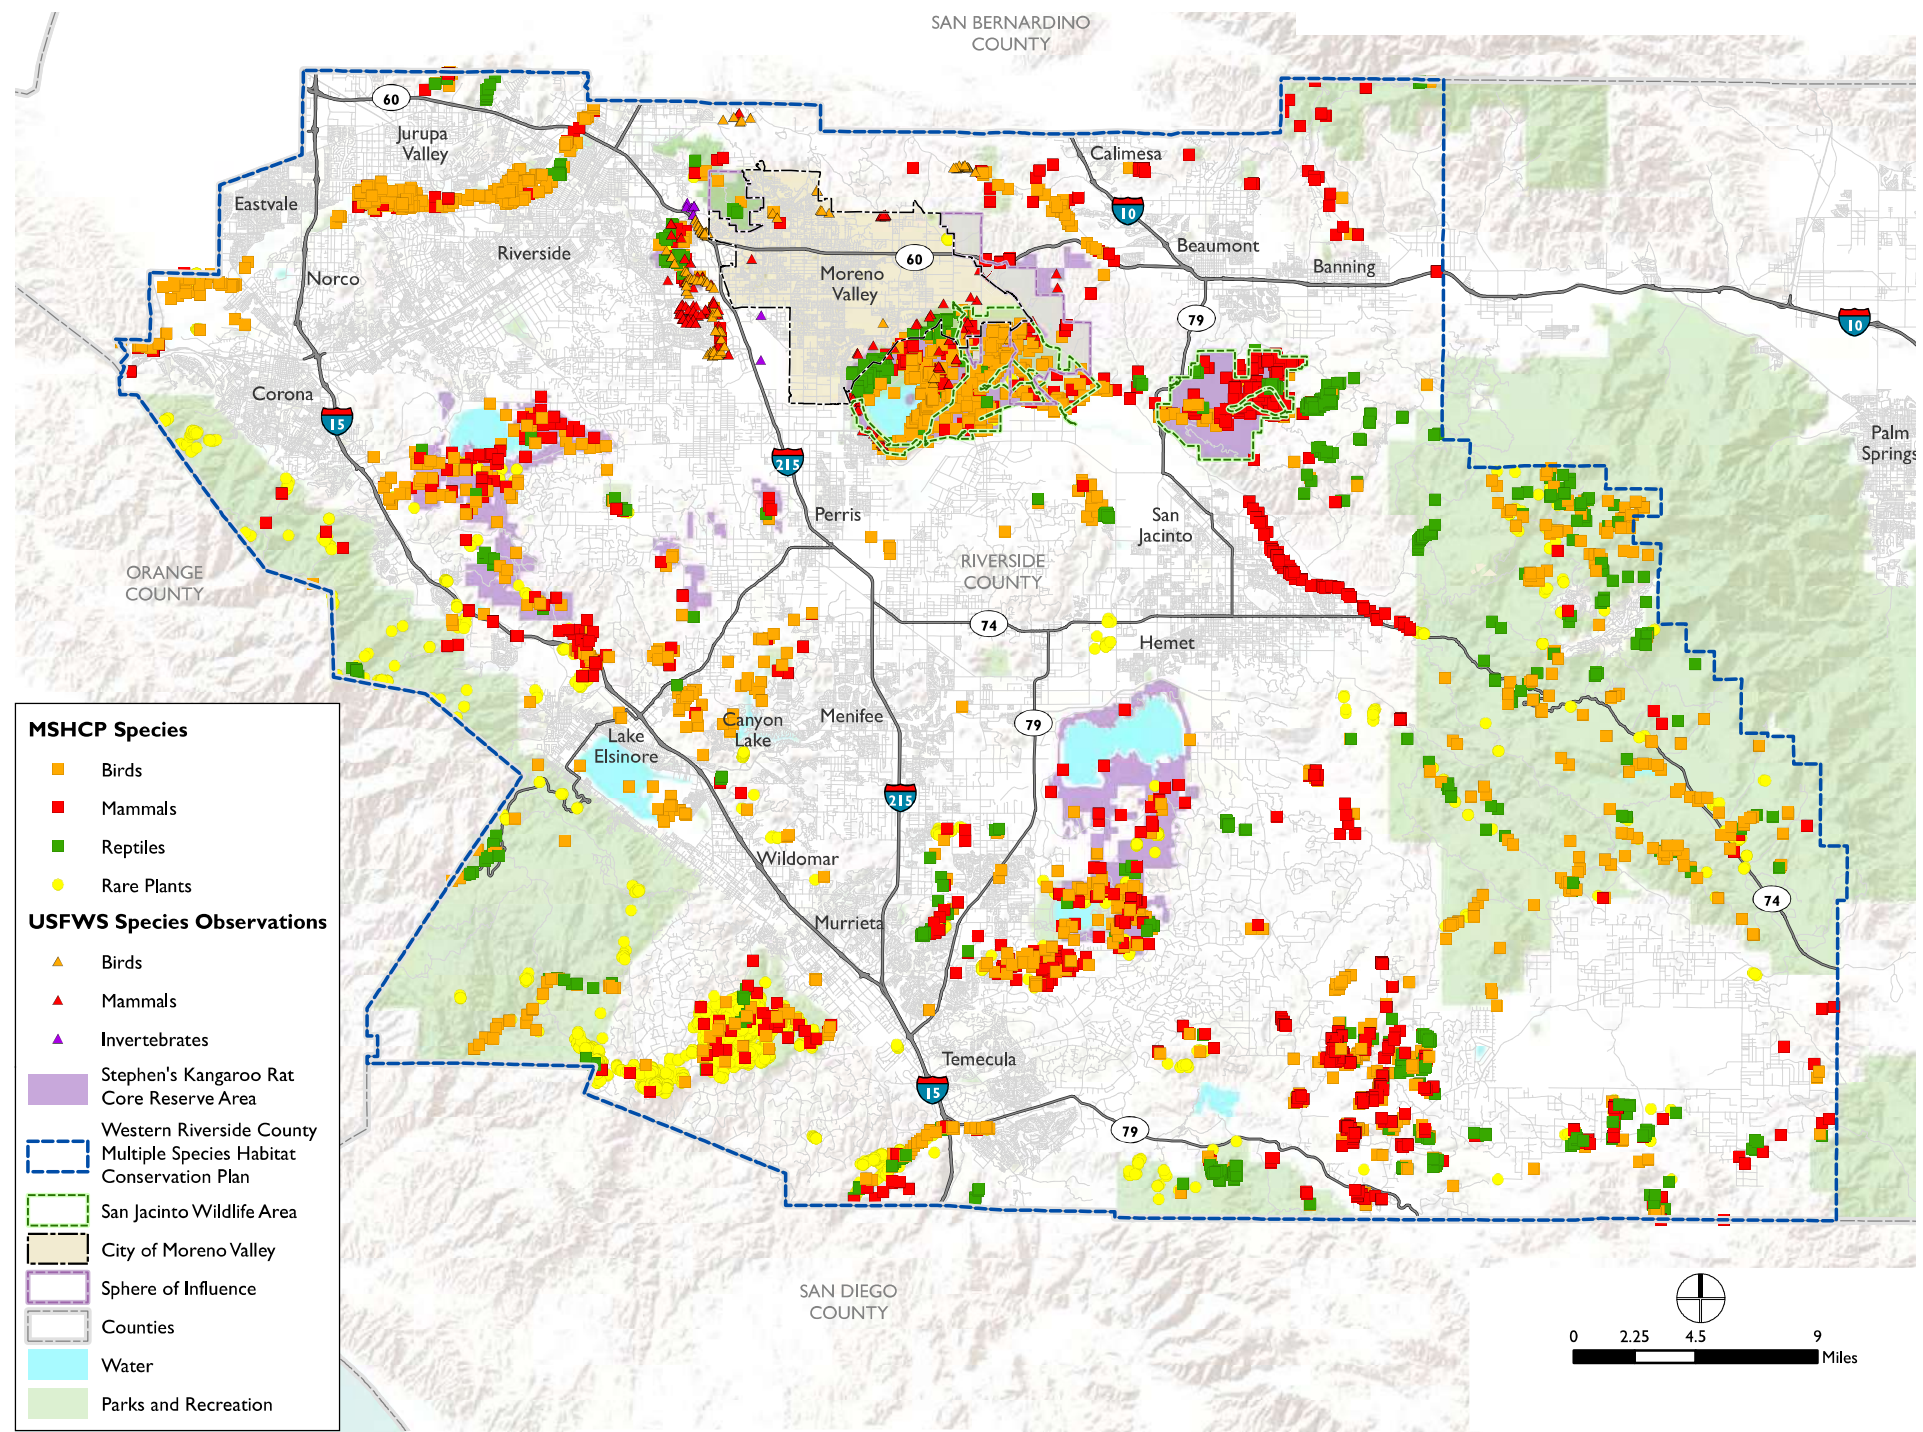 SAN BERNARDINO
COUNTY
60
Jurupa
Valley
Calimesa
Eastvale
10
Riverside
Beaumont
Norco
60
Moreno
Valley
Banning
79
10
Corona
15
Palm
Springs
215
Perris
San
Jacinto
ORANGE
COUNTY
RIVERSIDE
COUNTY
74
Hemet
Canyon
Lake
Menifee
79
Lake
Elsinore
215
Wildomar
74
Murrieta
Temecula
15
79
SAN DIEGO
COUNTY
MSHCP Species
Birds
Mammals
Reptiles
Rare Plants
USFWS Species Observations
Birds
Mammals
Invertebrates
Stephen's Kangaroo Rat
Core Reserve Area
Western Riverside County
Multiple Species Habitat
Conservation Plan
San Jacinto Wildlife Area
City of Moreno Valley
Sphere of Influence
Counties
Water
Parks and Recreation
0 2.25 4.5 9
Miles